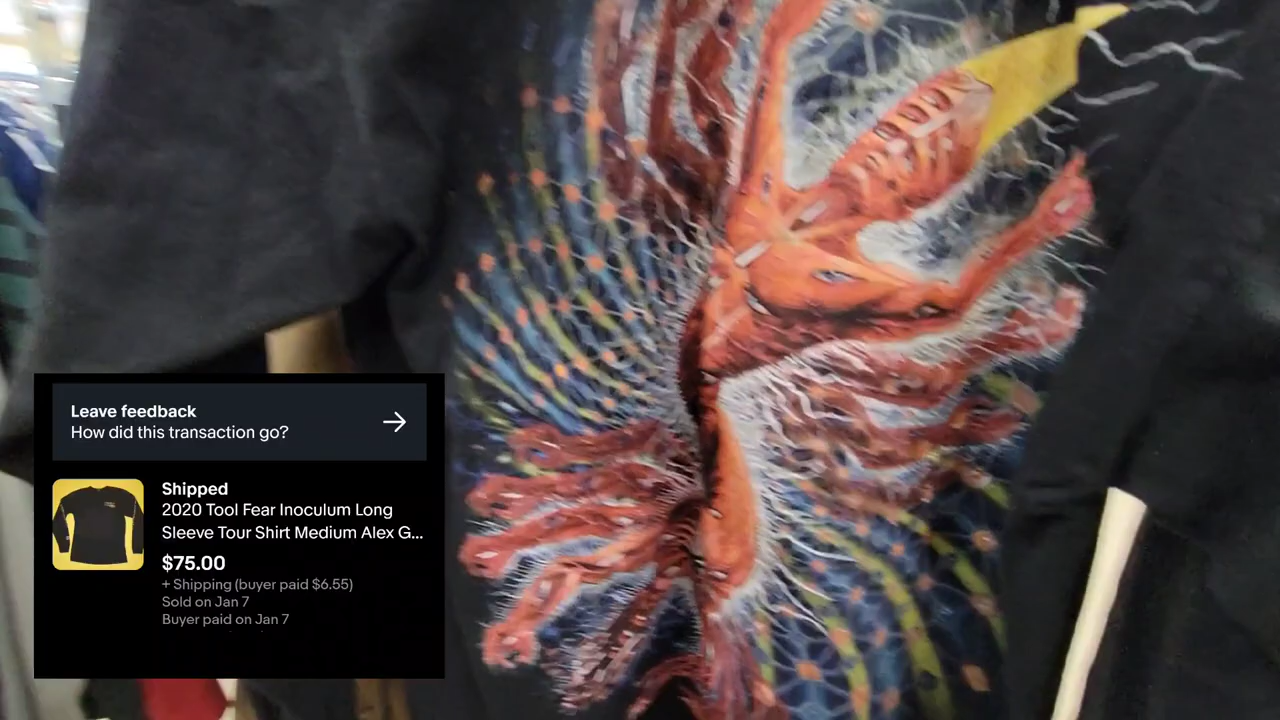 Leave feedback
How did this transaction go?
Shipped
2020 Tool Fear Inoculum Long
Sleeve Tour Shirt Medium Alex G...
$75.00
+ Shipping (buyer paid $6.55)
Sold on Jan 7
Buyer paid on Jan 7